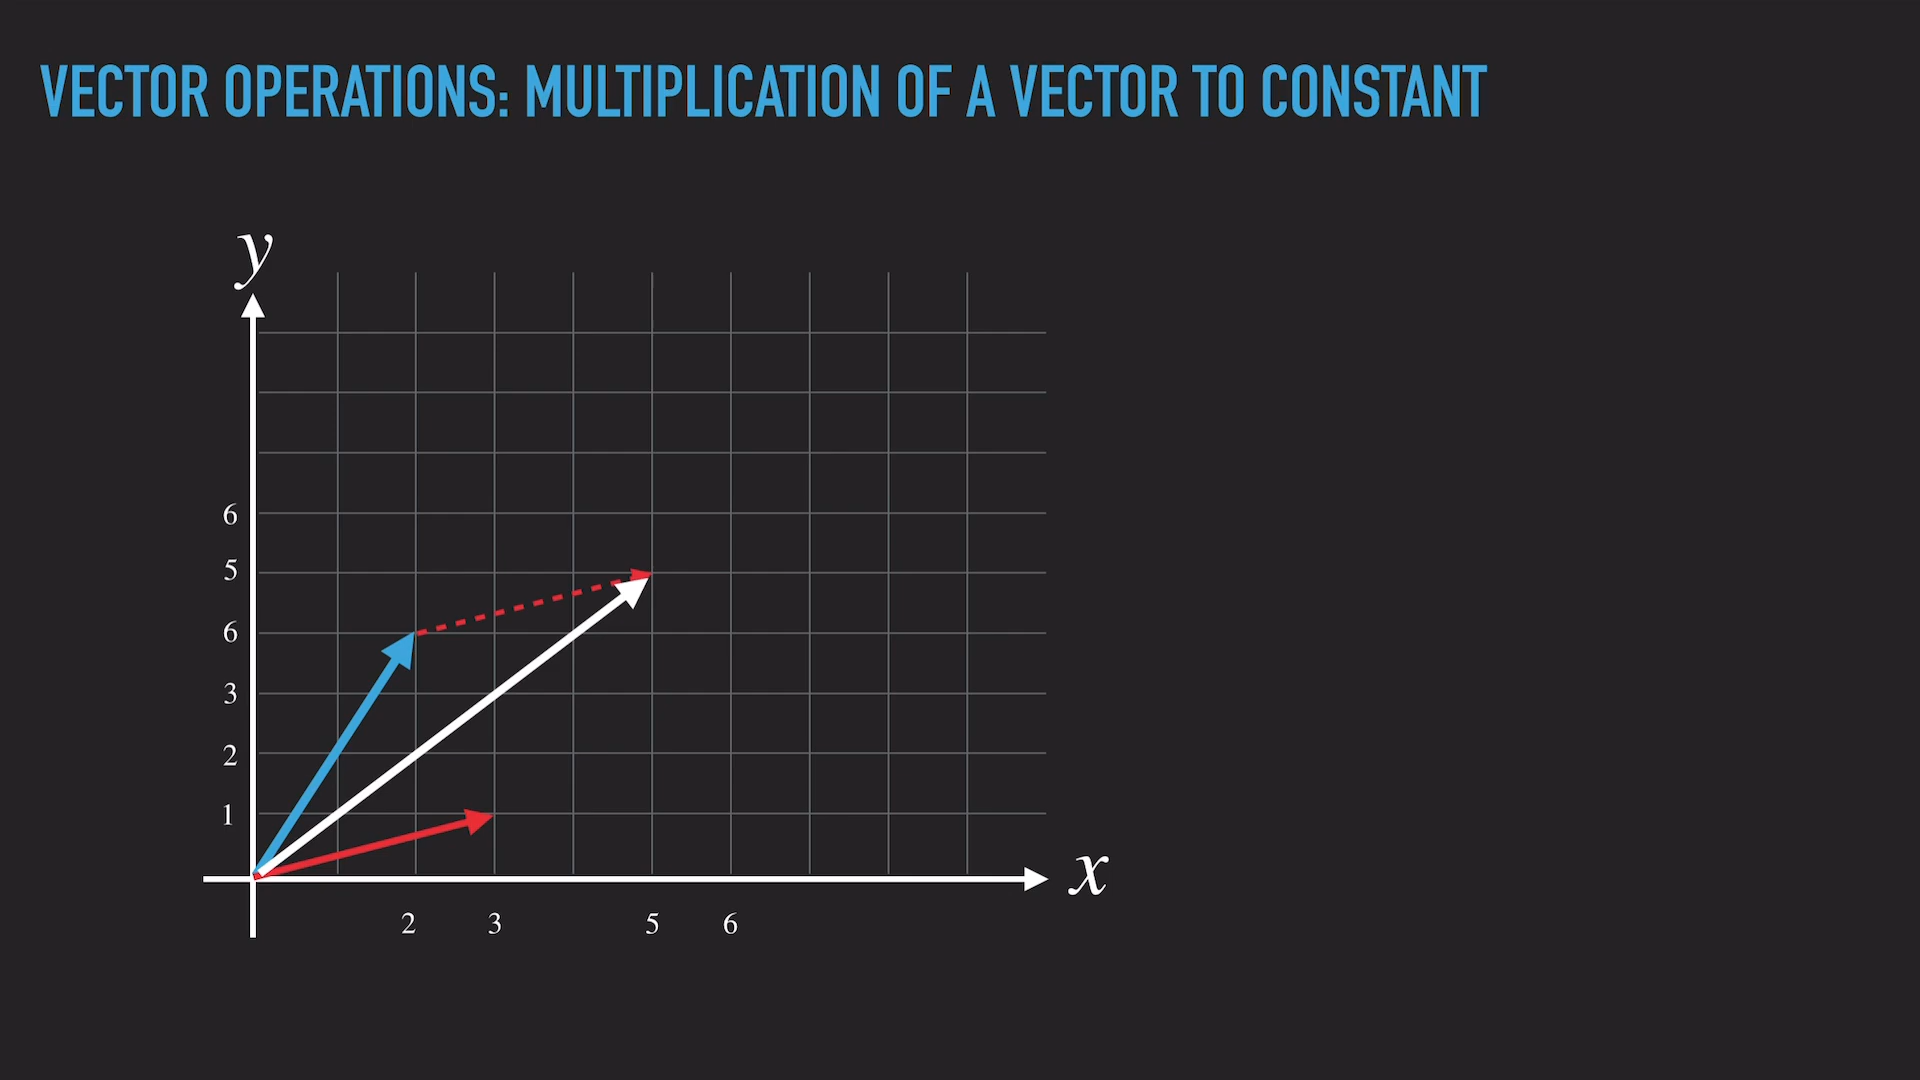 VECTOR OPERATIONS: MULTIPLICATION OF A VECTOR TO CONSTANT
y
6
5
6
3
2
1
x
2 3 5 6